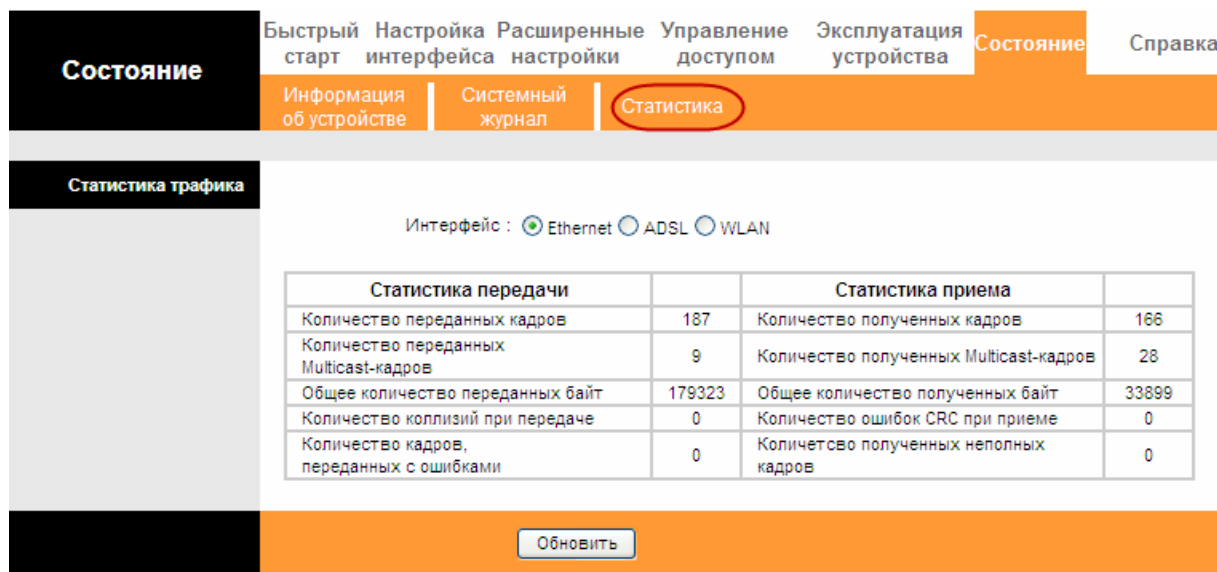 Состояние
Быстрый старт
Настройка интерфейса
Расширенные настройки
Управление доступом
Эксплуатация устройства
Состояние
Справка
Информация об устройстве
Системный журнал
Статистика
Статистика трафика
Интерфейс : Ethernet ADSL WLAN
Статистика передачи Статистика приема
Количество переданных кадров 187 Количество полученных кадров 166
Количество переданных
Multicast-кадров 9 Количество полученных Multicast-кадров 28
Общее количество переданных байт 179323 Общее количество полученных байт 33899
Количество коллизий при передаче 0 Количество ошибок CRC при приеме 0
Количество кадров,
переданных с ошибками 0 Количетсво полученных неполных
кадров 0
Обновить